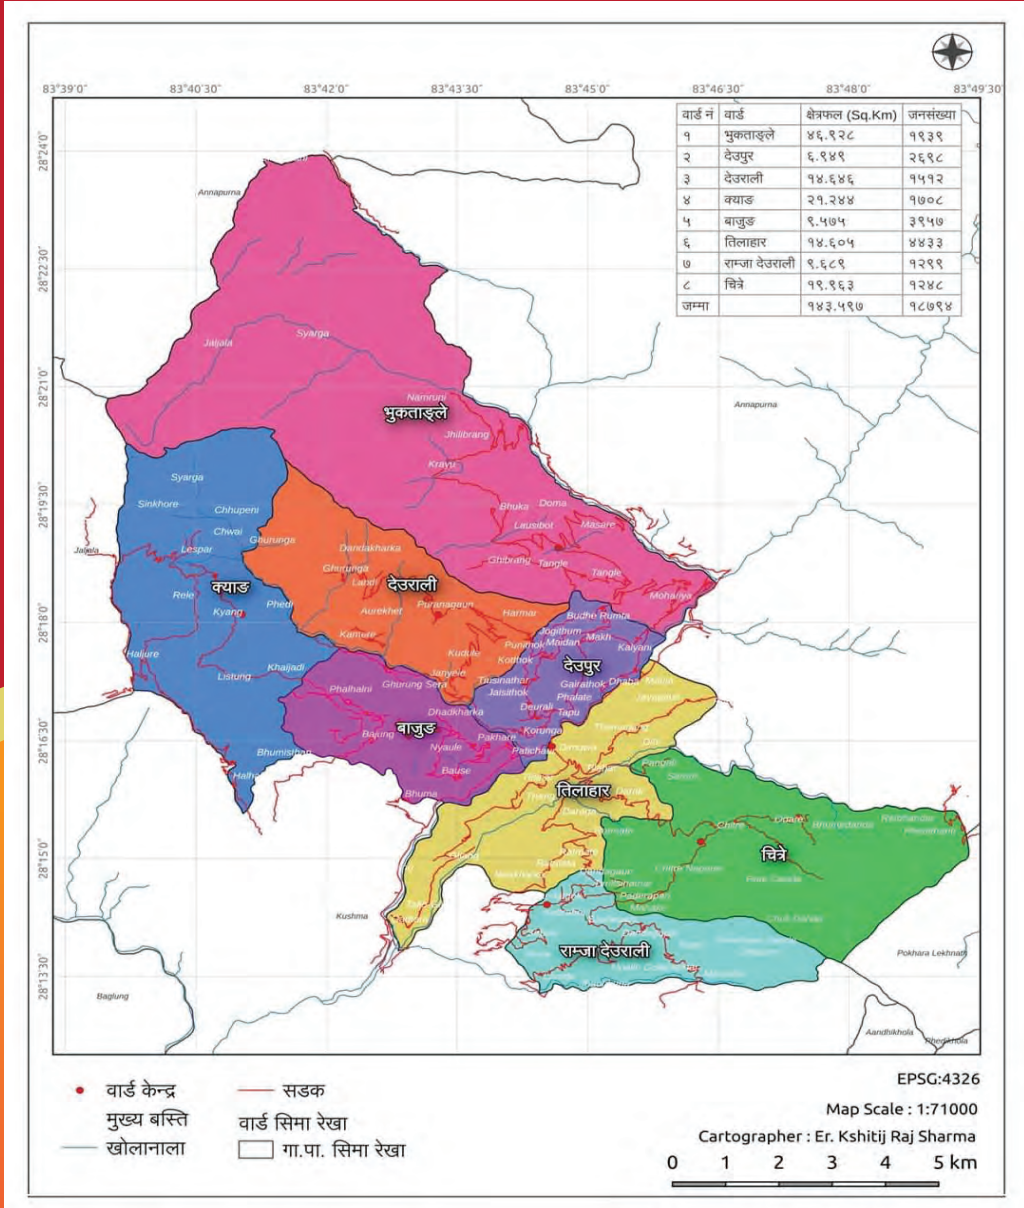 83°39'0" 83°40'30" 83°42'0" 83°43'30" 83°45'0" 83°46'30" 83°48'0" 83°49'30"
28°24'0"
28°22'30"
28°21'0"
28°19'30"
28°18'0"
28°16'30"
28°15'0"
28°13'30"
वार्ड नं वार्ड क्षेत्रफल (Sq.Km) जनसंख्या
१ भुकताङ्ले ४६.९२८ १९३९
२ देउपुर ६.९४९ २६९८
३ देउराली १४.६४६ १५१२
४ क्याङ २१.२४४ १७०८
५ बाजुङ ९.५७५ ३९५७
६ तिलाहार १४.६०५ ४४३३
७ राम्जा देउराली ९.६८९ १२९९
८ चित्रे १९.९६३ १२४८
जम्मा १४३.५९७ १८७९४
Annapurna
Syarga
Jaljala
Namruni
भुकताङ्ले
Annapurna
Jhilibrang
Krayu
Syarga
Sinkhore
Chhupeni
Bhuka Doma
Lausibot Masare
Chwai
Ghurunga
Jaljala
Lespar
Dandakharka
Ghibrang Tangle
Ghurunga
Tangle
Landi
क्याङ
देउराली
Rele
Phedi
Mohariya
Kyang
Aurekhet
Puranagaun
Harmar
Budhe Rumta
Kamere
Jogithum
Makh
Punithok Maidan
Kalyani
Haljure
Kudule
Kotthok
देउपुर
Khaijadi
Listung
Janyele
Thusinathar
Gairathok Dhaba
Phalhalni
Ghurung Sera
Jaisithok
Phalate
Deurali
Tapu
Dhadkharka
बाजुङ
Bajung
Pakhare
Korunga
Nyaule
Patichaur
Bhumisthan
Bause
Bhuma
तिलाहार
चित्रे
Kushma
राम्जा देउराली
Pokhara Lekhnath
Baglung
Aandhikhola
Phedikhola
वार्ड केन्द्र
सडक
मुख्य बस्ति
वार्ड सिमा रेखा
खोलानाला
गा.पा. सिमा रेखा
EPSG:4326
Map Scale : 1:71000
Cartographer : Er. Kshitij Raj Sharma
0 1 2 3 4 5 km